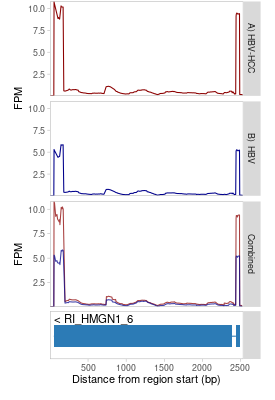 10.0
7.5
5.0
2.5
A) HBV-HCC
FPM
10.0
7.5
5.0
2.5
B) HBV
10.0
7.5
5.0
2.5
FPM
Combined
< RI_HMGN1_6
500 1000 1500 2000 2500
Distance from region start (bp)